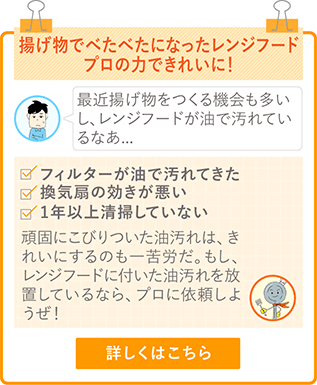 揚げ物でべたべたになったレンジフード
プロの力できれいに！
最近揚げ物をつくる機会も多い
し、レンジフードが油で汚れてい
るなあ…
フィルターが油で汚れてきた
換気扇の効きが悪い
1年以上清掃していない
頑固にこびりついた油汚れは、き
れいにするのも一苦労だ。もし、
レンジフードに付いた油汚れを放
置しているなら、プロに依頼しよ
うぜ！
詳しくはこちら